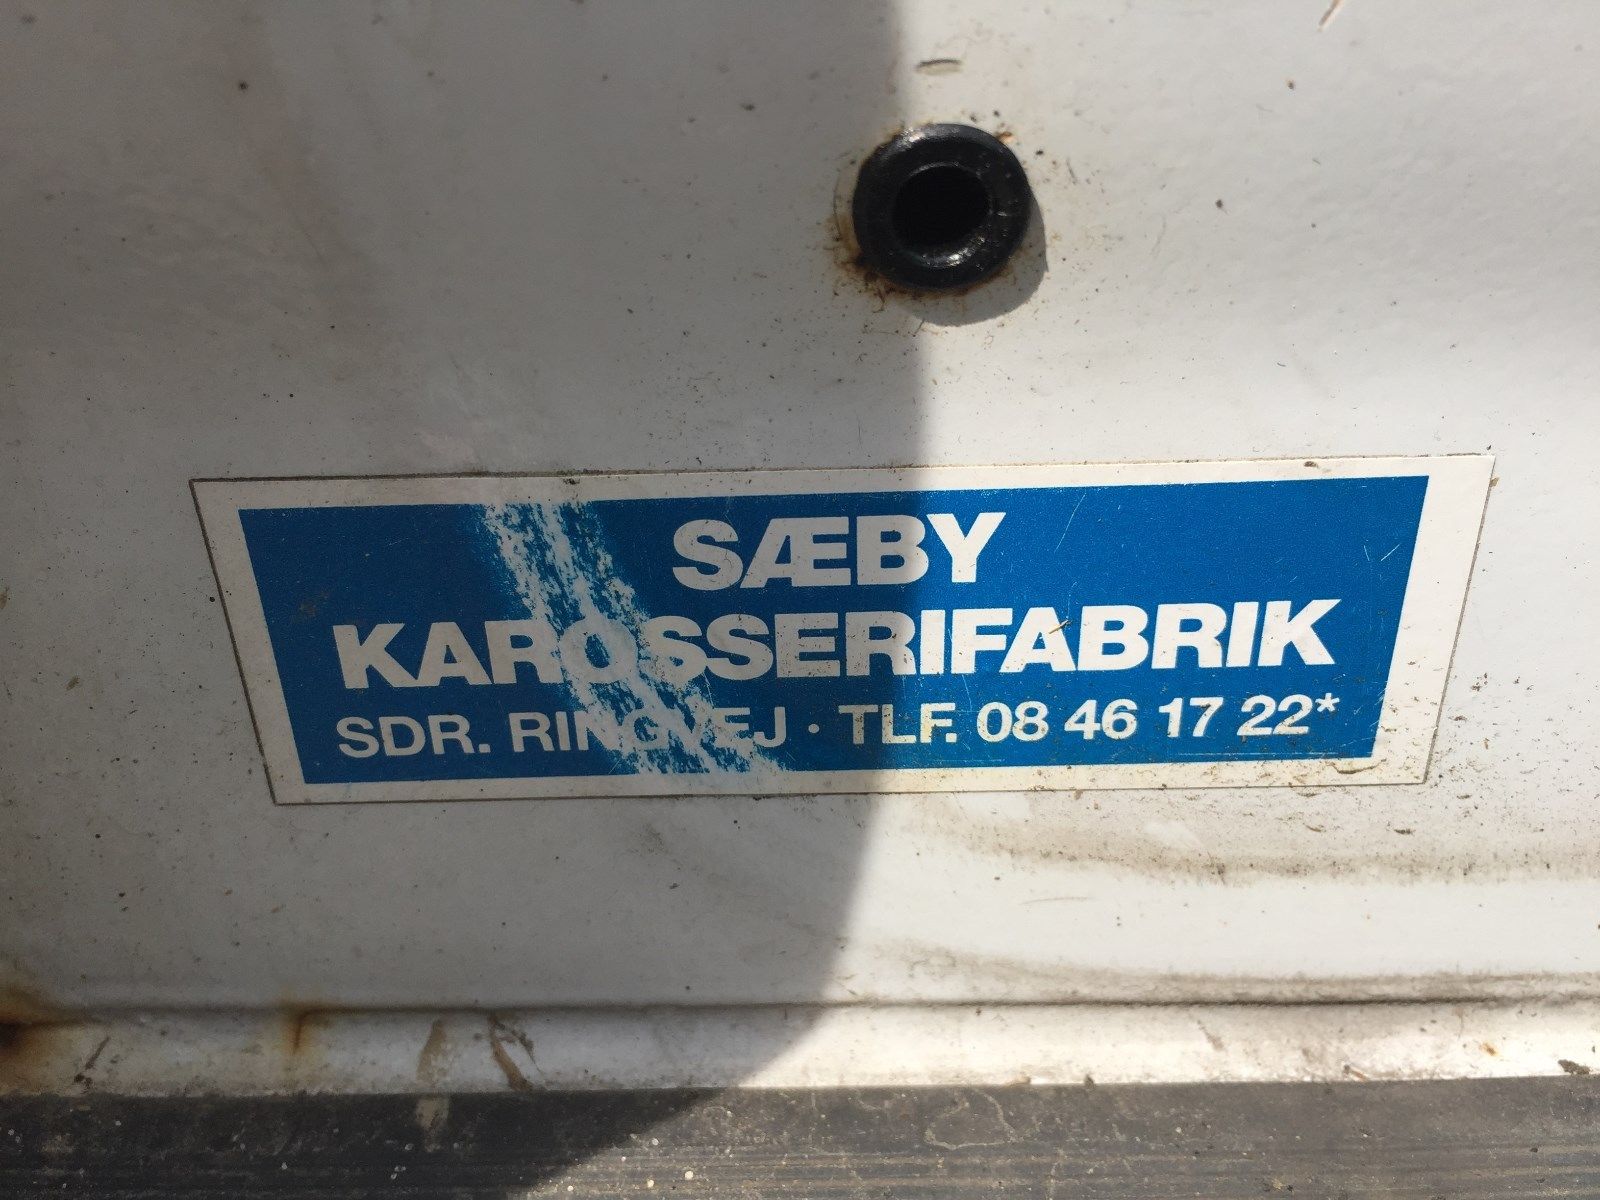 SÆBY
KAROSSERIFABRIK
SDR. RINGVEJ · TLF. 08 46 17 22*